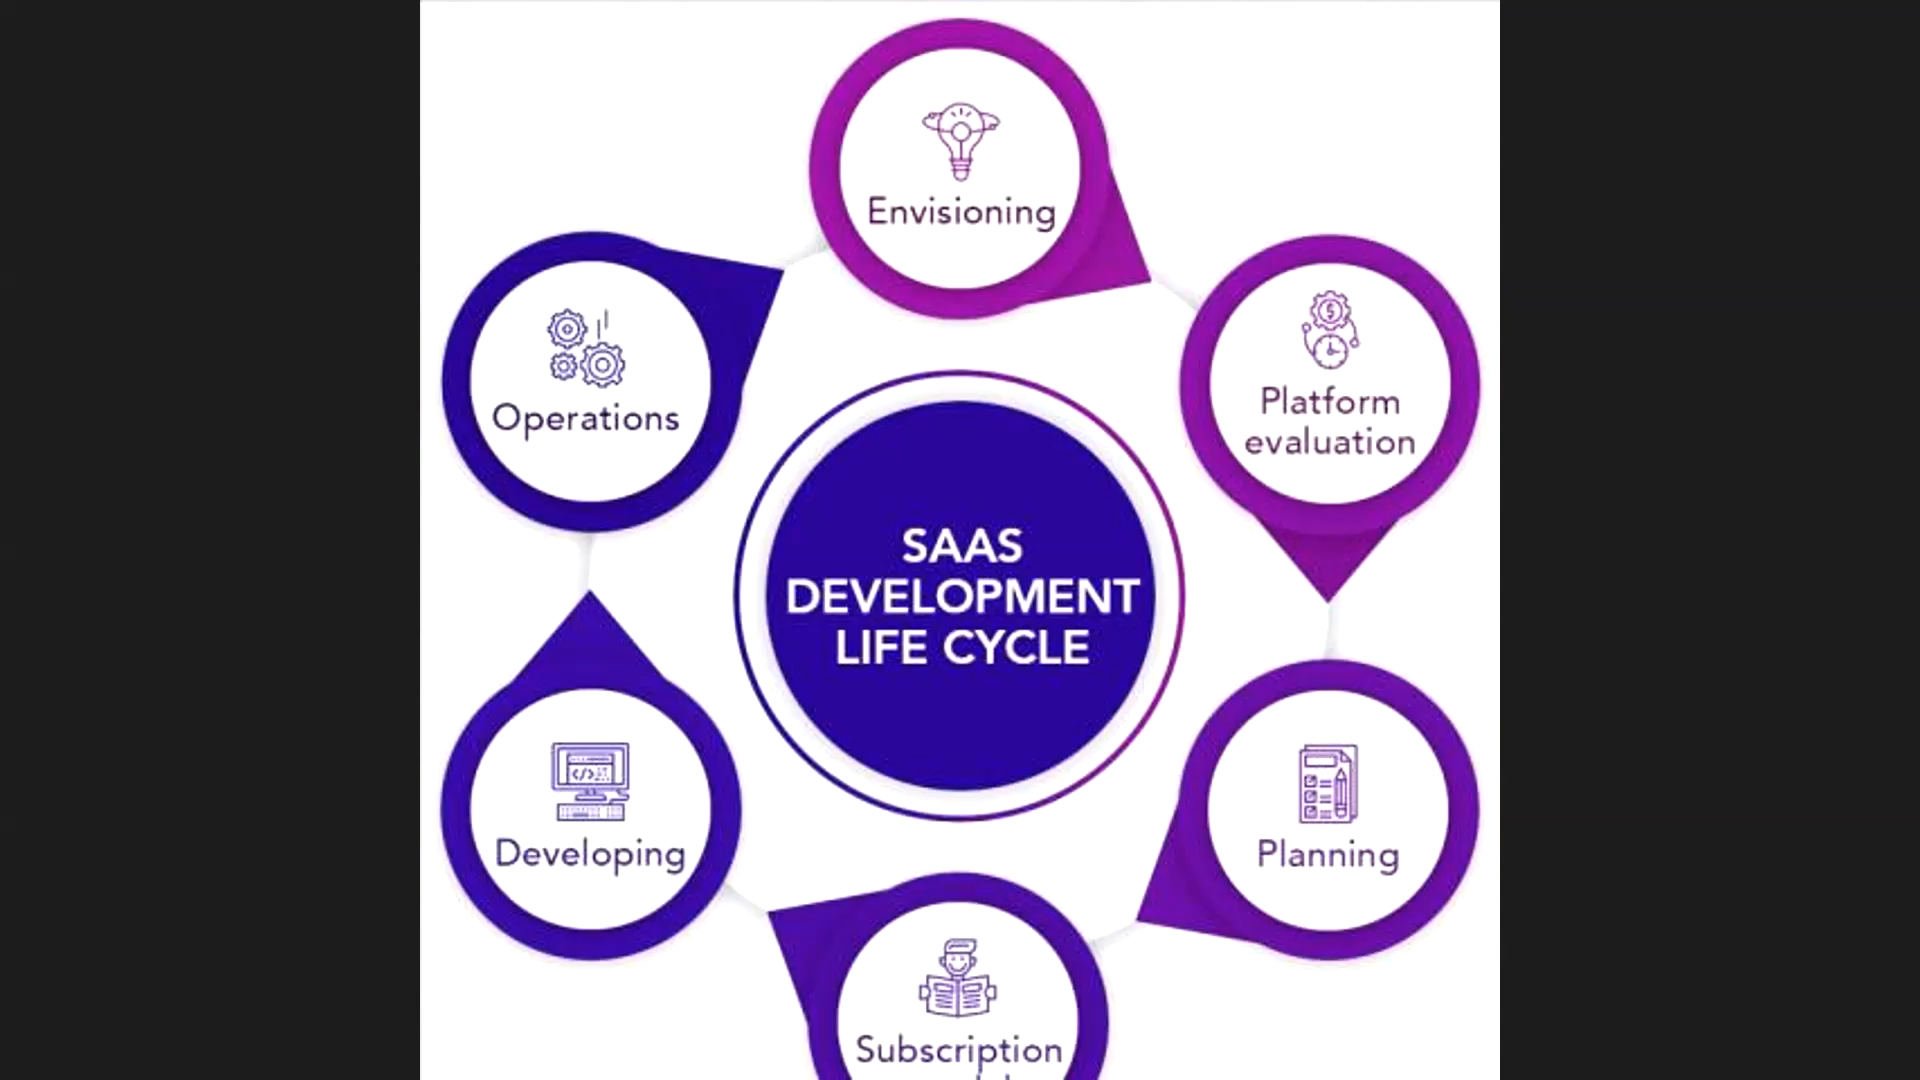 Envisioning
Platform
evaluation
Planning
Subscription
Developing
Operations
SAAS
DEVELOPMENT
LIFE CYCLE